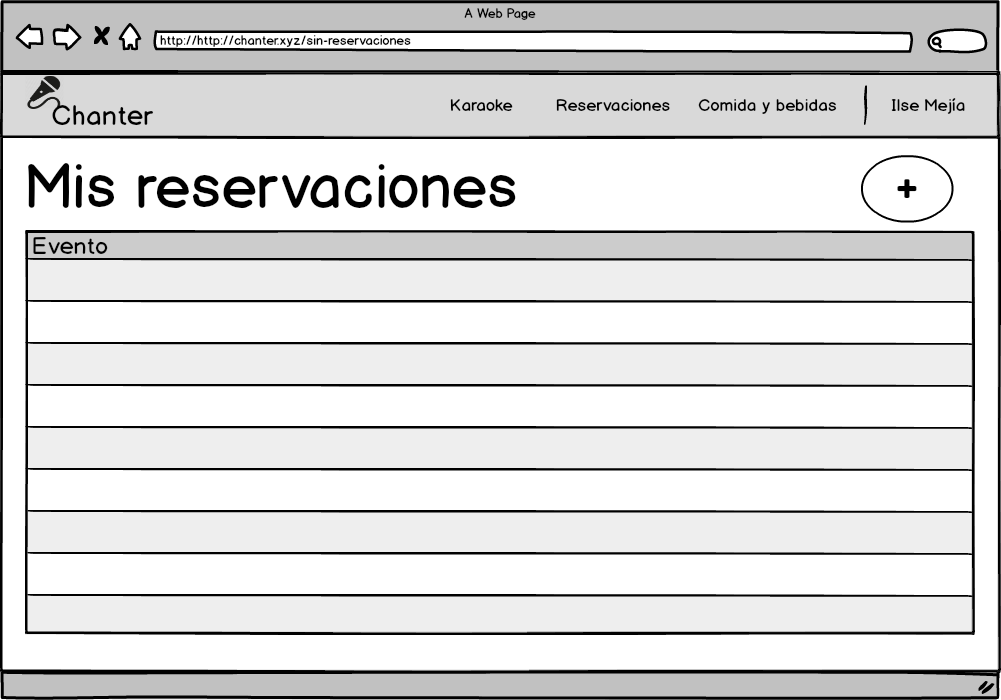 A Web Page
http://http://chanter.xyz/sin-reservaciones
Chanter
Karaoke
Reservaciones
Comida y bebidas
Ilse Mejía
Mis reservaciones
+
Evento